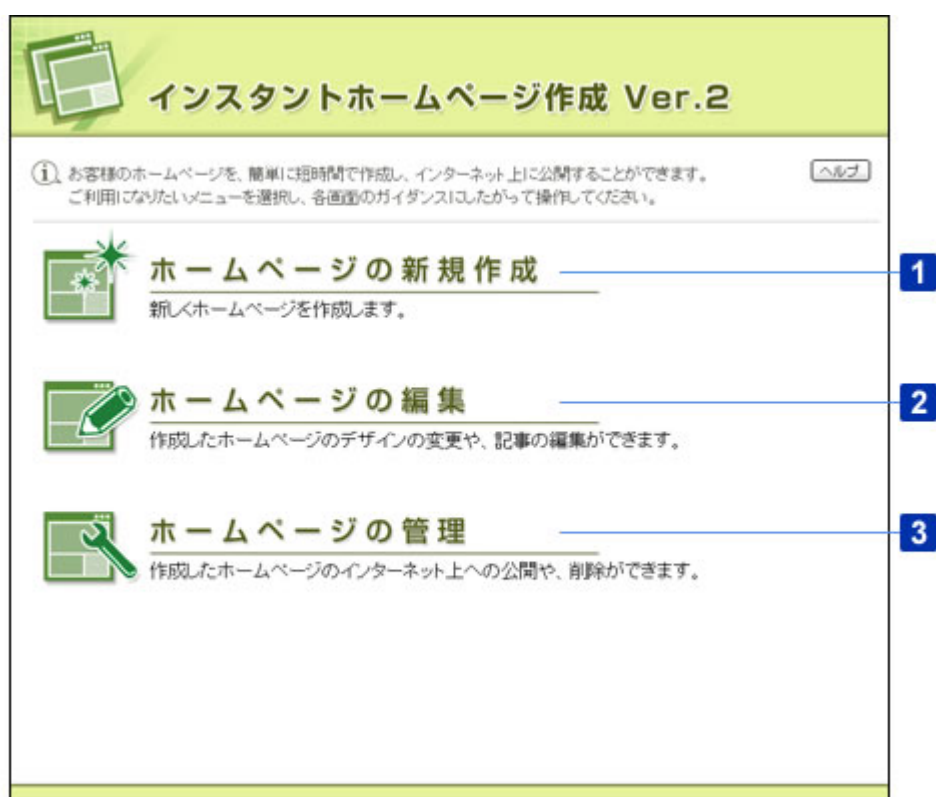 インスタントホームページ作成 Ver.2
お客様のホームページを、簡単に短時間で作成し、インターネット上に公開することができます。
ヘルプ
ご利用になりたいメニューを選択し、各画面のガイダンスにしたがって操作してください。
ホームページの新規作成
1
新しくホームページを作成します。
ホームページの編集
2
作成したホームページのデザインの変更や、記事の編集ができます。
ホームページの管理
3
作成したホームページのインターネット上への公開や、削除ができます。